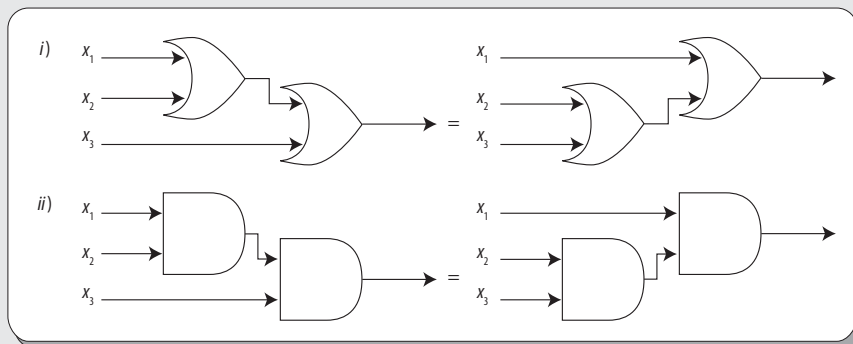 i) x₁ x₁
x₂ x₂
x₃ = x₃
ii) x₁ x₁
x₂ x₂
x₃ = x₃